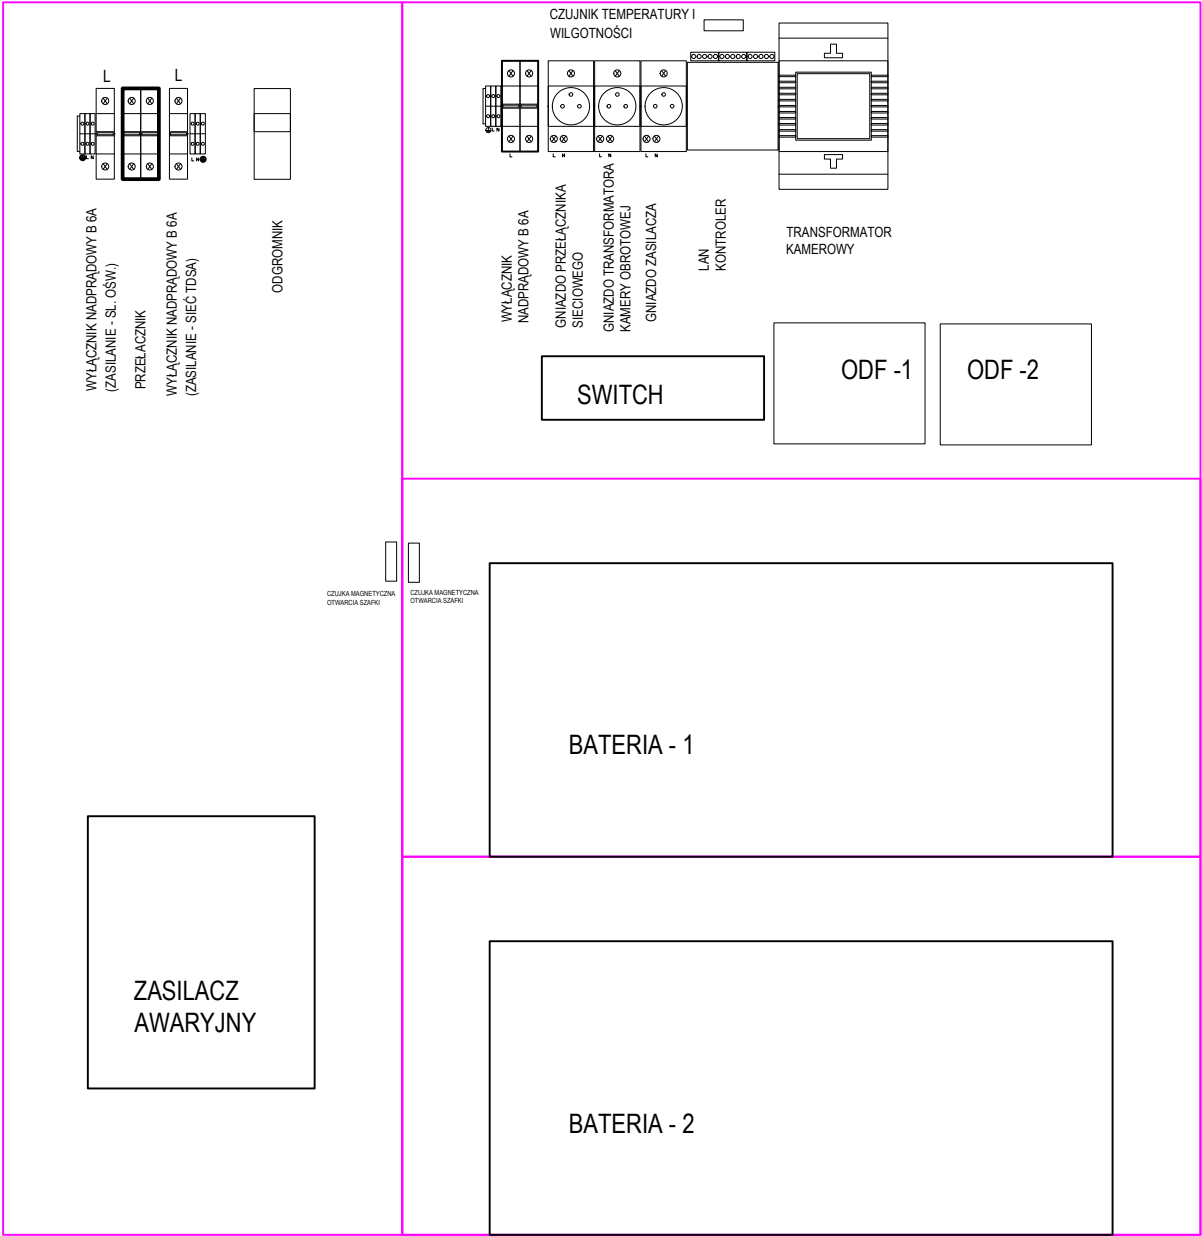 CZUJNIK TEMPERATURY I
WILGOTNOŚCI
L
L
L N
L N
L N
L
L N
L N
L N
WYŁĄCZNIK NADPRĄDOWY B 6A
(ZASILANIE - SŁ. OŚW.)
PRZEŁACZNIK
WYŁĄCZNIK NADPRĄDOWY B 6A
(ZASILANIE - SIEĆ TDSA)
ODGROMNIK
WYŁĄCZNIK
NADPRĄDOWY B 6A
GNIAZDO PRZEŁĄCZNIKA
SIECIOWEGO
GNIAZDO TRANSFORMATORA
KAMERY OBROTOWEJ
GNIAZDO ZASILACZA
LAN
KONTROLER
TRANSFORMATOR
KAMEROWY
SWITCH
ODF -1
ODF -2
CZUJKA MAGNETYCZNA
OTWARCIA SZAFKI
CZUJKA MAGNETYCZNA
OTWARCIA SZAFKI
BATERIA - 1
ZASILACZ
AWARYJNY
BATERIA - 2